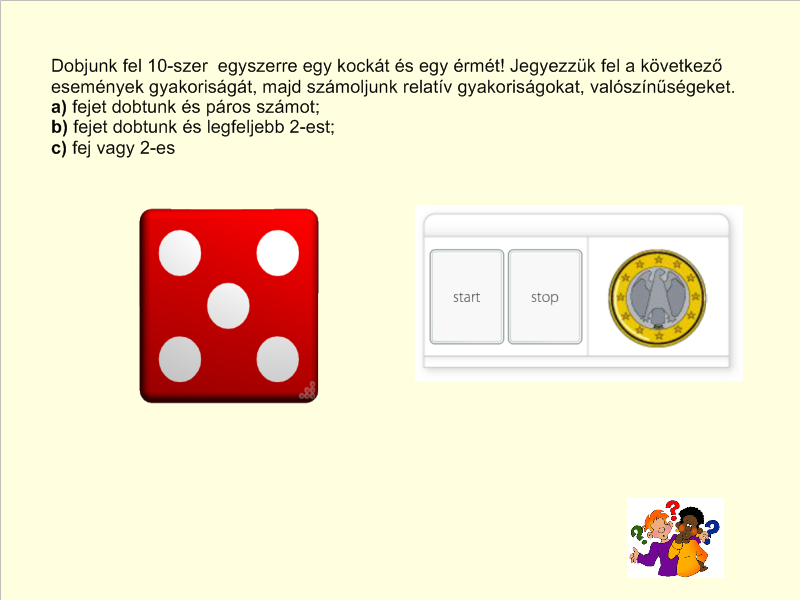 Dobjunk fel 10-szer  egyszerre egy kockát és egy érmét! Jegyezzük fel a következő
események gyakoriságát, majd számoljunk relatív gyakoriságokat, valószínűségeket.
a) fejet dobtunk és páros számot;
b) fejet dobtunk és legfeljebb 2-est;
c) fej vagy 2-es
start stop
? ? ?